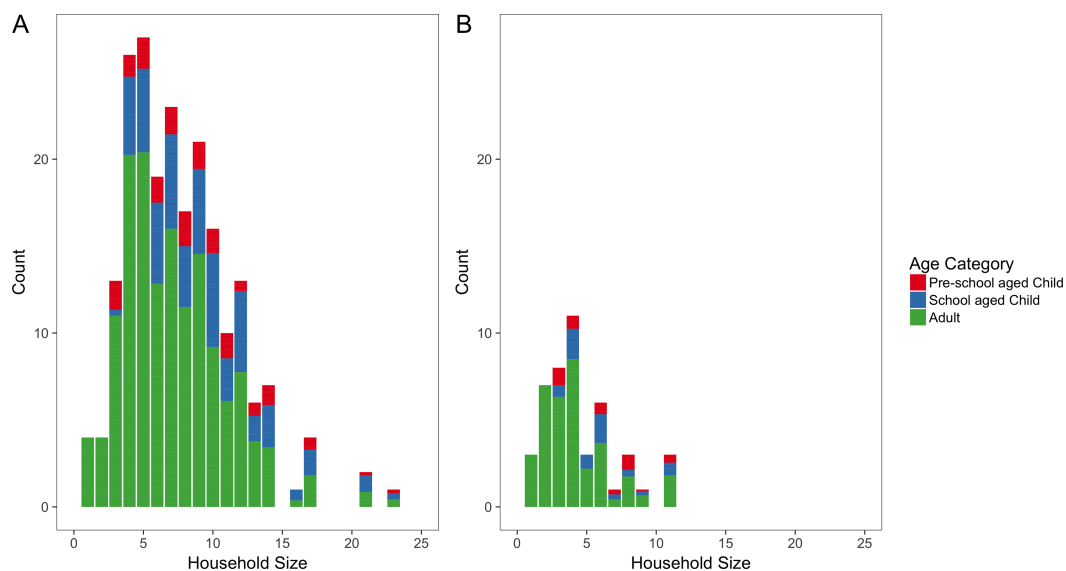 A
B
20
10
0
Count
0 5 10 15 20 25
Household Size
20
10
0
Count
0 5 10 15 20 25
Household Size
Age Category
Pre-school aged Child
School aged Child
Adult